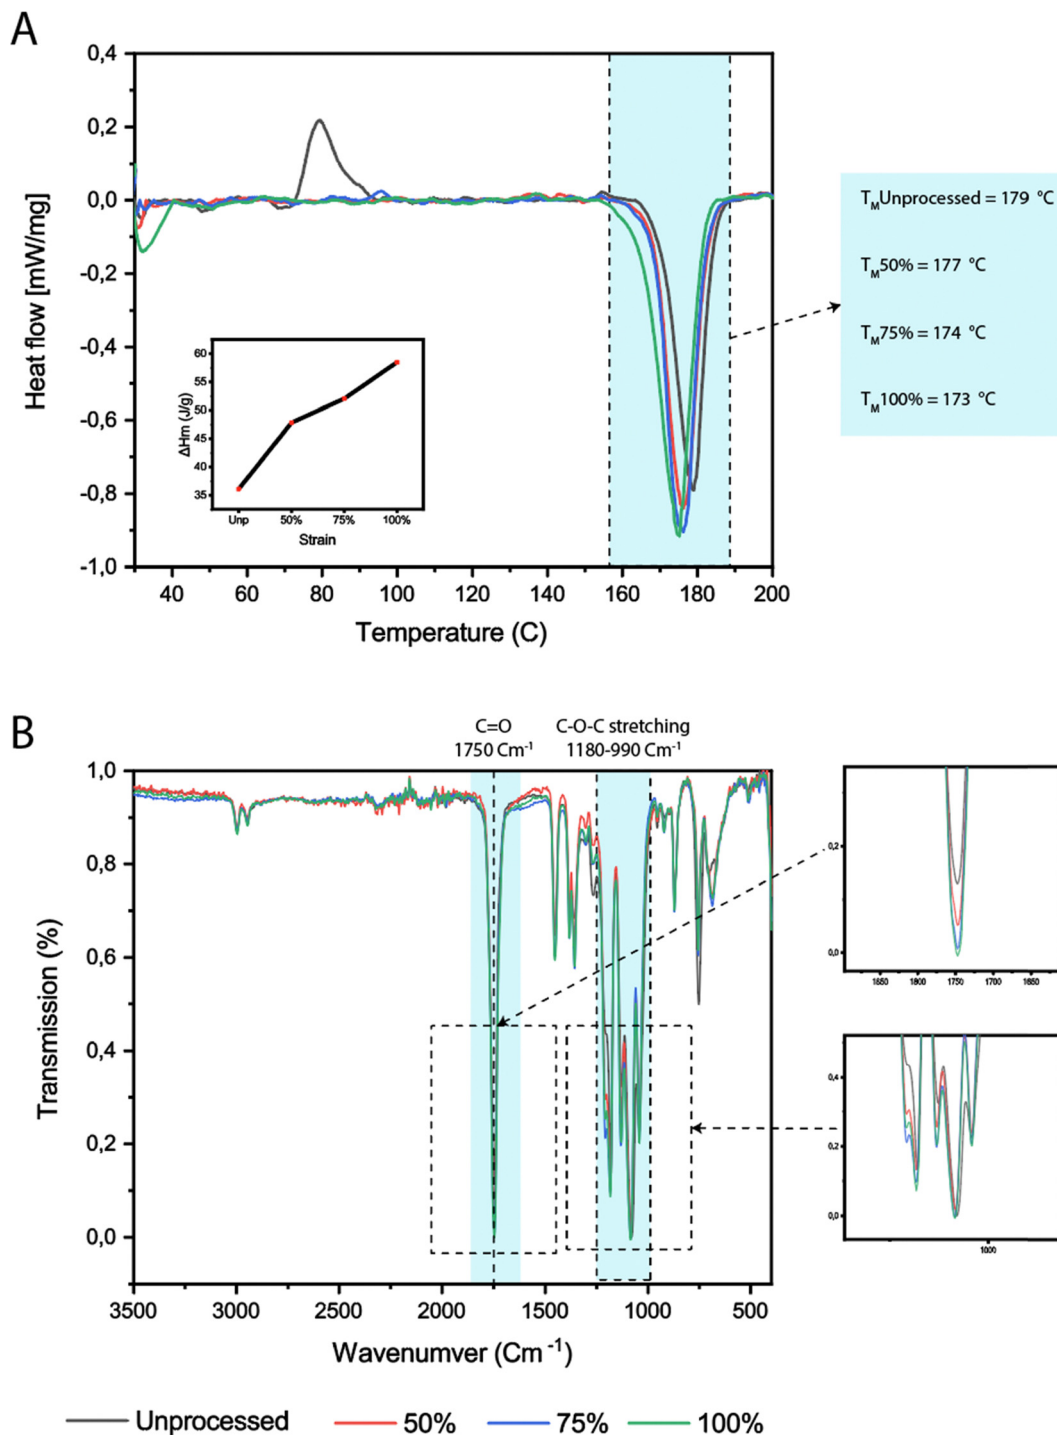 A
0,4
0,2
0,0
-0,2
-0,4
-0,6
-0,8
-1,0
Heat flow [mW/mg]
40 60 80 100 120 140 160 180 200
Temperature (C)
60
55
50
45
40
35
ΔHm (J/g)
Unp 50% 75% 100%
Strain
TMUnprocessed = 179 °C
TM50% = 177 °C
TM75% = 174 °C
TM100% = 173 °C
B
C=O
1750 Cm-1
C-O-C stretching
1180-990 Cm-1
1,0
0,8
0,6
0,4
0,2
0,0
Transmission (%)
3500 3000 2500 2000 1500 1000 500
Wavenumver (Cm-1)
0,2
0,0
1650 1850 1750 1700 1800
0,4
0,2
0,0
1000
Unprocessed 50% 75% 100%